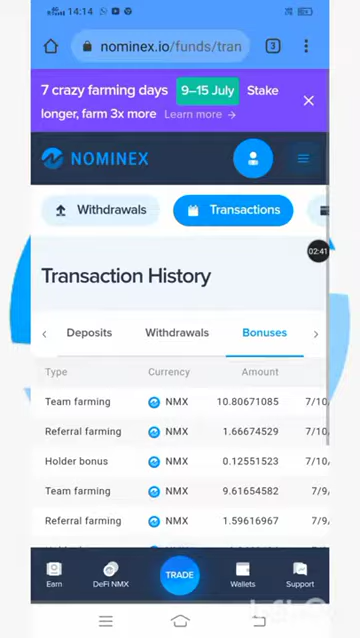 14:14
nominex.io/funds/tran
3
7 crazy farming days 9–15 July Stake
longer, farm 3x more Learn more →
NOMINEX
Withdrawals Transactions
02:41
Transaction History
Deposits Withdrawals Bonuses
Type Currency Amount
Team farming NMX 10.80671085 7/10,
Referral farming NMX 1.66674529 7/10,
Holder bonus NMX 0.12551523 7/10,
Team farming NMX 9.61654582 7/9,
Referral farming NMX 1.59616967 7/9,
Earn DeFi NMX TRADE Wallets Support